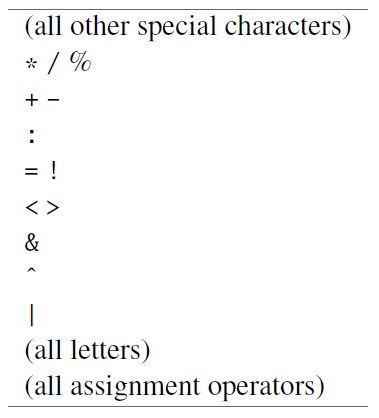 (all other special characters)
* / %
+ -
:
= !
< >
&
^
|
(all letters)
(all assignment operators)